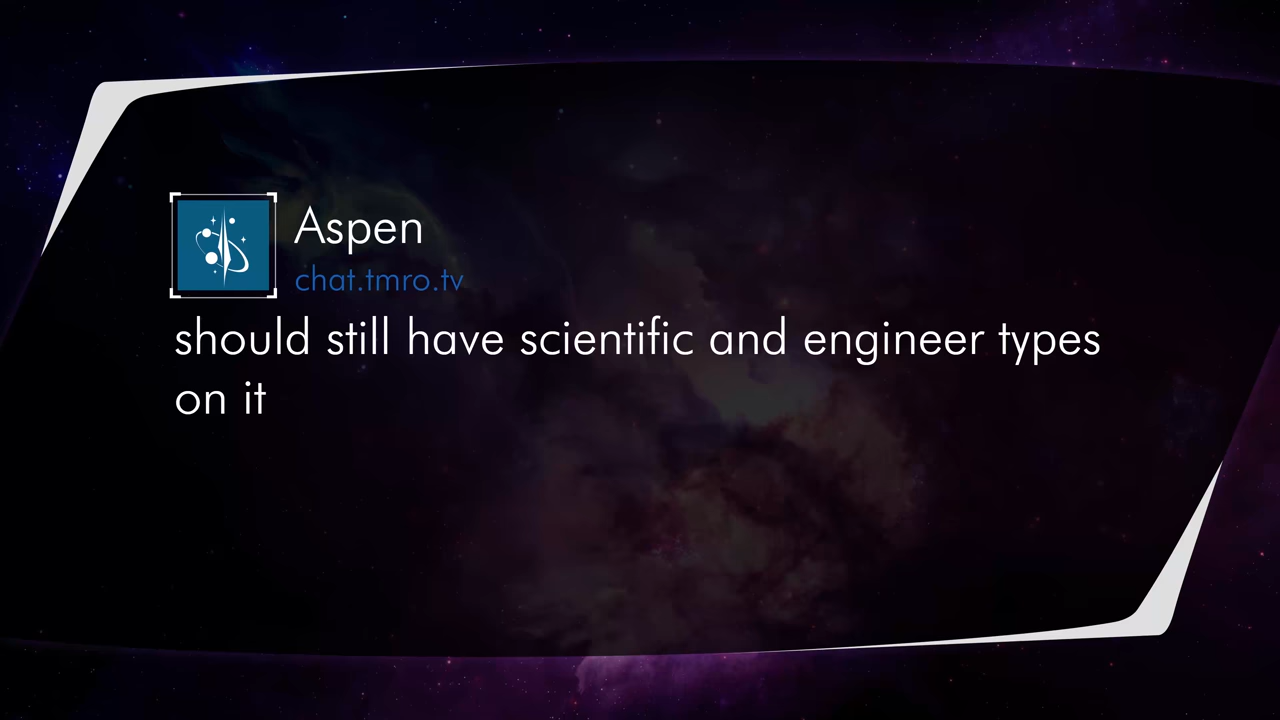 Aspen
chat.tmro.tv
should still have scientific and engineer types
on it